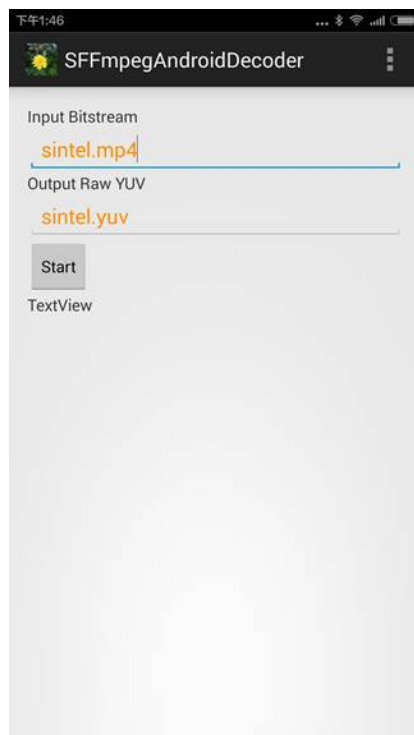 下午1:46
SFFmpegAndroidDecoder
Input Bitstream
sintel.mp4
Output Raw YUV
sintel.yuv
Start
TextView